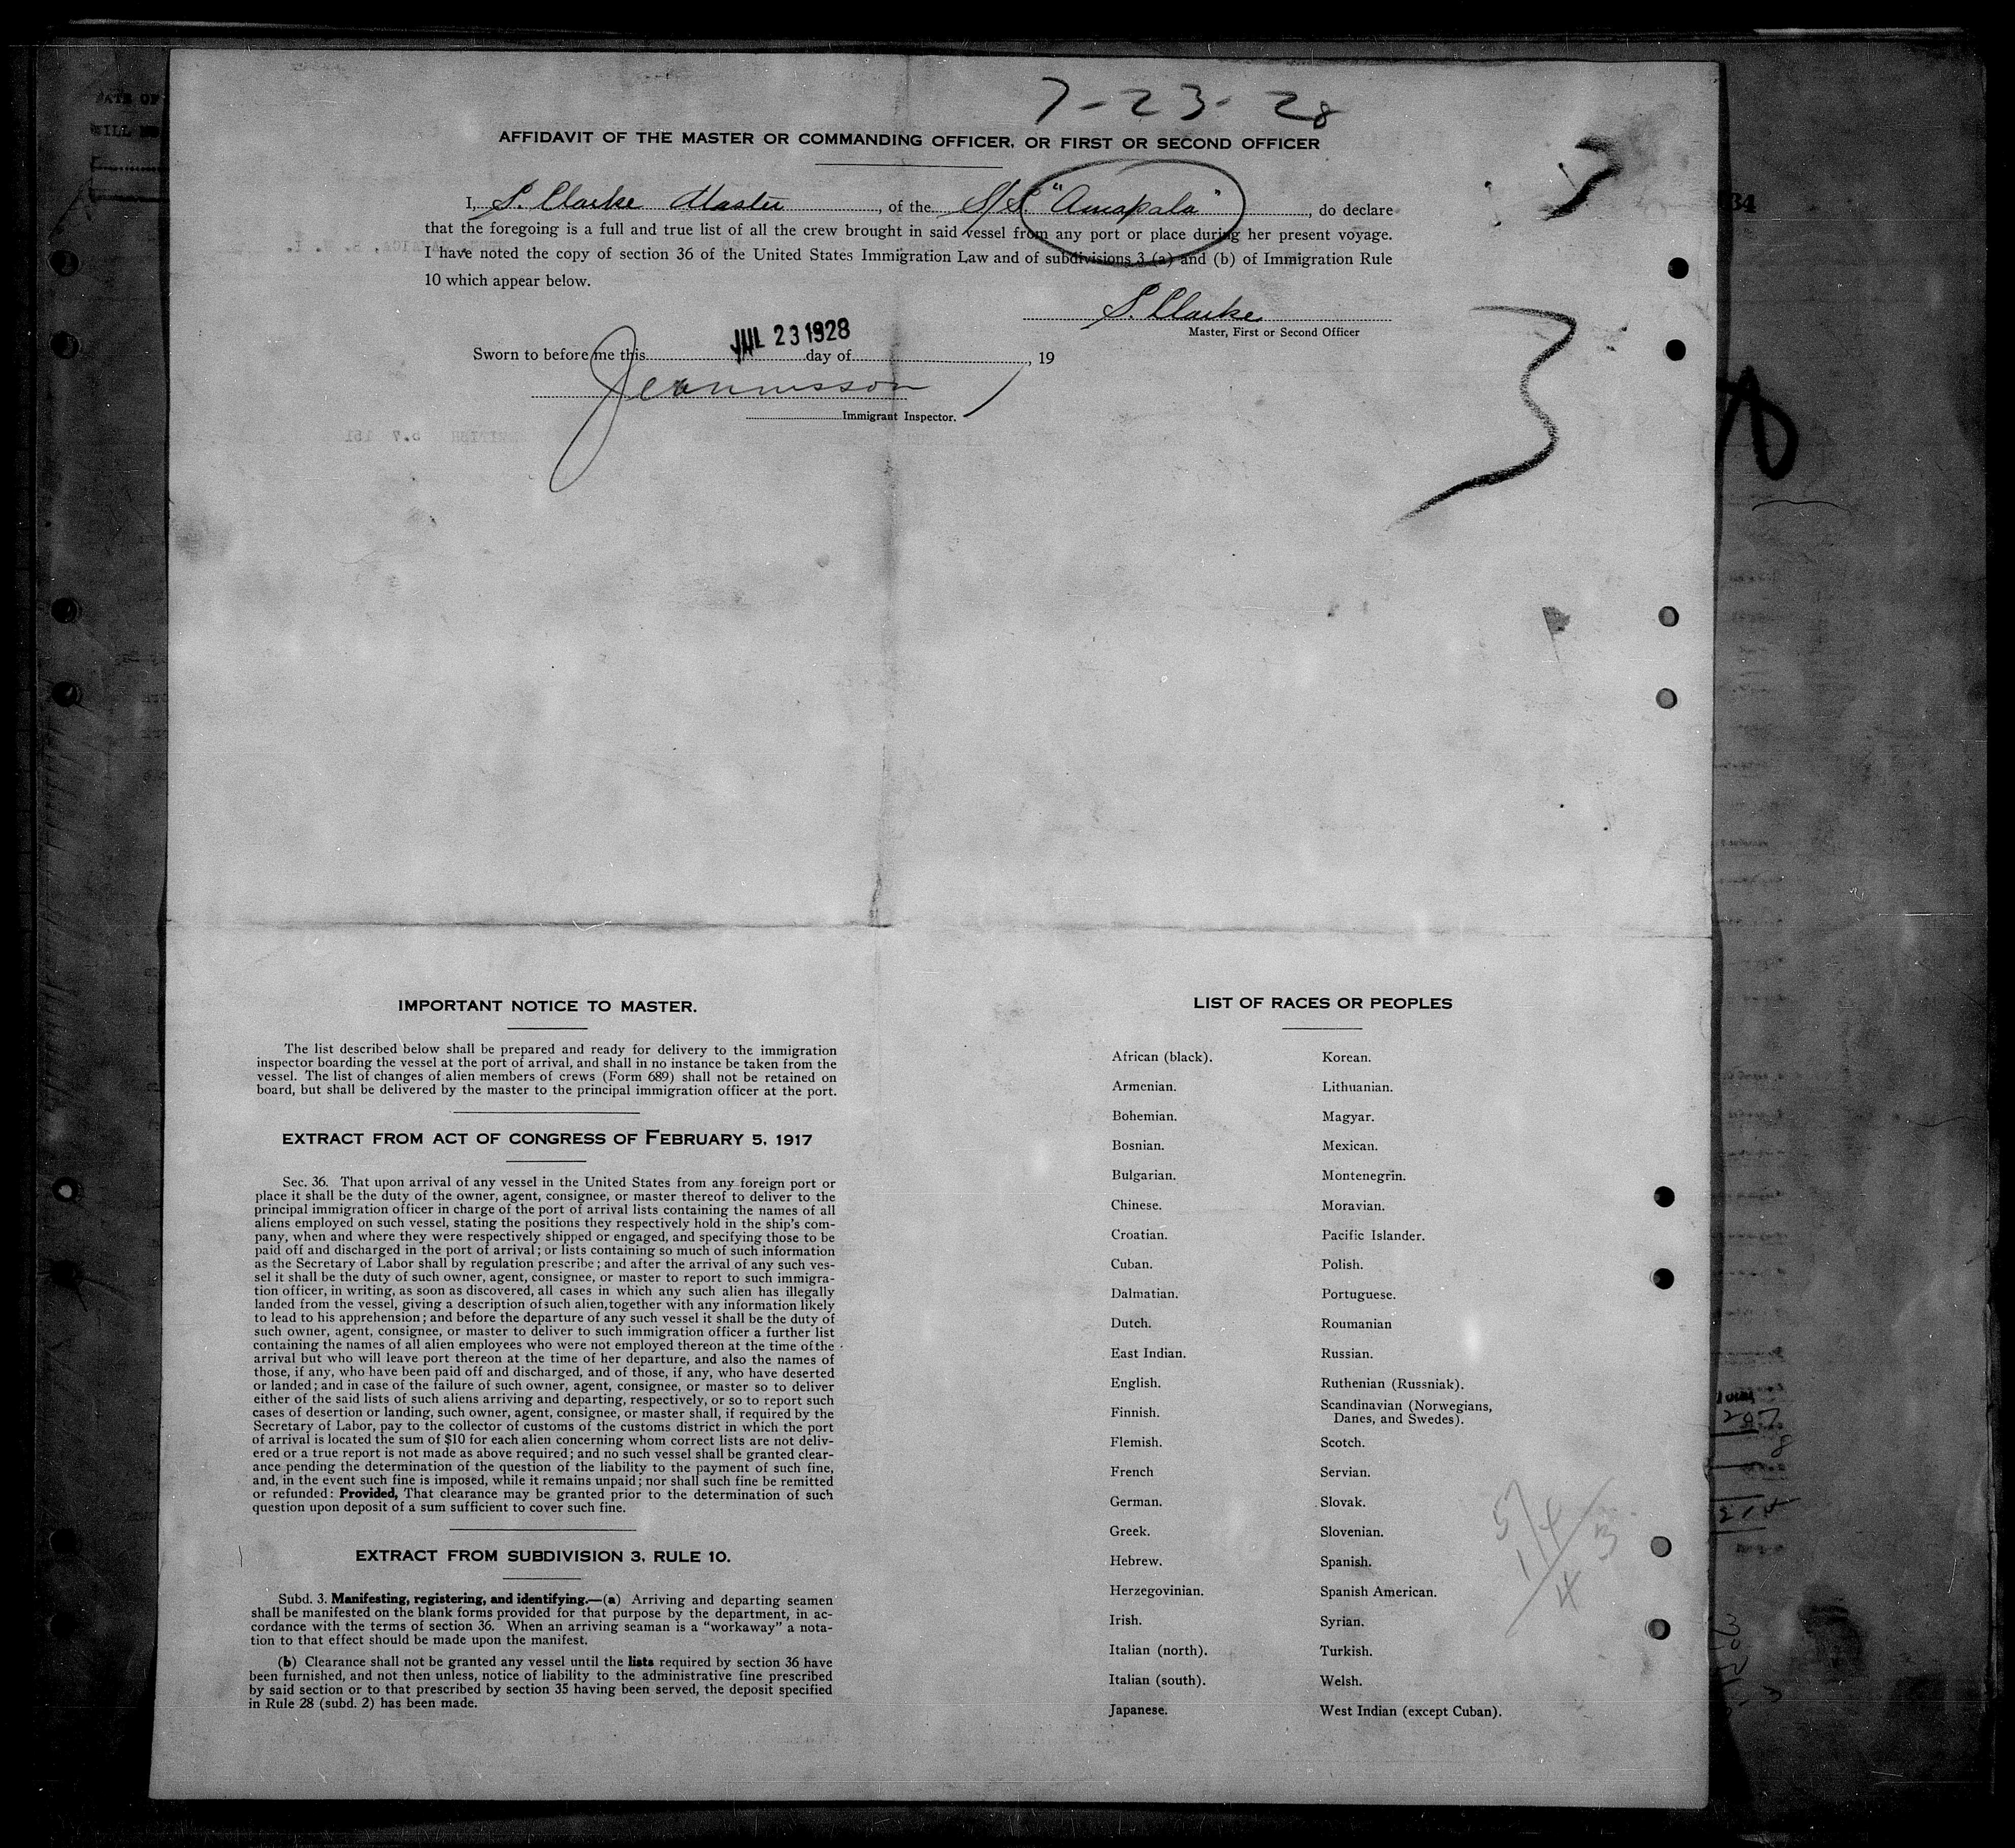 7-23-28
AFFIDAVIT OF THE MASTER OR COMMANDING OFFICER, OR FIRST OR SECOND OFFICER
I, S. Clarke Master, of the S/S. "Amapala", do declare
that the foregoing is a full and true list of all the crew brought in said vessel from any port or place during her present voyage.
I have noted the copy of section 36 of the United States Immigration Law and of subdivisions 3 (a) and (b) of Immigration Rule
10 which appear below.
S. Clarke
Master, First or Second Officer
JUL 23 1928
Sworn to before me this day of , 19
Immigrant Inspector.
3
IMPORTANT NOTICE TO MASTER.
The list described below shall be prepared and ready for delivery to the immigration
inspector boarding the vessel at the port of arrival, and shall in no instance be taken from the
vessel. The list of changes of alien members of crews (Form 689) shall not be retained on
board, but shall be delivered by the master to the principal immigration officer at the port.
EXTRACT FROM ACT OF CONGRESS OF FEBRUARY 5, 1917
Sec. 36. That upon arrival of any vessel in the United States from any foreign port or
place it shall be the duty of the owner, agent, consignee, or master thereof to deliver to the
principal immigration officer in charge of the port of arrival lists containing the names of all
aliens employed on such vessel, stating the positions they respectively hold in the ship's com-
pany, when and where they were respectively shipped or engaged, and specifying those to be
paid off and discharged in the port of arrival; or lists containing so much of such information
as the Secretary of Labor shall by regulation prescribe; and after the arrival of any such ves-
sel it shall be the duty of such owner, agent, consignee, or master to report to such immigra-
tion officer, in writing, as soon as discovered, all cases in which any such alien has illegally
landed from the vessel, giving a description of such alien, together with any information likely
to lead to his apprehension; and before the departure of any such vessel it shall be the duty of
such owner, agent, consignee, or master to deliver to such immigration officer a further list
containing the names of all alien employees who were not employed thereon at the time of the
arrival but who will leave port thereon at the time of her departure, and also the names of
those, if any, who have been paid off and discharged, and of those, if any, who have deserted
or landed; and in case of the failure of such owner, agent, consignee, or master so to deliver
either of the said lists of such aliens arriving and departing, respectively, or so to report such
cases of desertion or landing, such owner, agent, consignee, or master shall, if required by the
Secretary of Labor, pay to the collector of customs of the customs district in which the port
of arrival is located the sum of $10 for each alien concerning whom correct lists are not deliv-
ered or a true report is not made as above required; and no such vessel shall be granted clear-
ance pending the determination of the question of the liability to the payment of such fine,
and, in the event such fine is imposed, while it remains unpaid; nor shall such fine be remitted
or refunded: Provided, That clearance may be granted prior to the determination of such
question upon deposit of a sum sufficient to cover such fine.
EXTRACT FROM SUBDIVISION 3, RULE 10.
Subd. 3. Manifesting, registering, and identifying.—(a) Arriving and departing seamen
shall be manifested on the blank forms provided for that purpose by the department, in ac-
cordance with the terms of section 36. When an arriving seaman is a "workaway" a nota-
tion to that effect should be made upon the manifest.
(b) Clearance shall not be granted any vessel until the lists required by section 36 have
been furnished, and not then unless, notice of liability to the administrative fine prescribed
by said section or to that prescribed by section 35 having been served, the deposit specified
in Rule 28 (subd. 2) has been made.
LIST OF RACES OR PEOPLES
African (black).
Armenian.
Bohemian.
Bosnian.
Bulgarian.
Chinese.
Croatian.
Cuban.
Dalmatian.
Dutch.
East Indian.
English.
Finnish.
Flemish.
French
German.
Greek.
Hebrew.
Herzegovinian.
Irish.
Italian (north).
Italian (south).
Japanese.
Korean.
Lithuanian.
Magyar.
Mexican.
Montenegrin.
Moravian.
Pacific Islander.
Polish.
Portuguese.
Roumanian
Russian.
Ruthenian (Russniak).
Scandinavian (Norwegians,
Danes, and Swedes).
Scotch.
Servian.
Slovak.
Slovenian.
Spanish.
Spanish American.
Syrian.
Turkish.
Welsh.
West Indian (except Cuban).